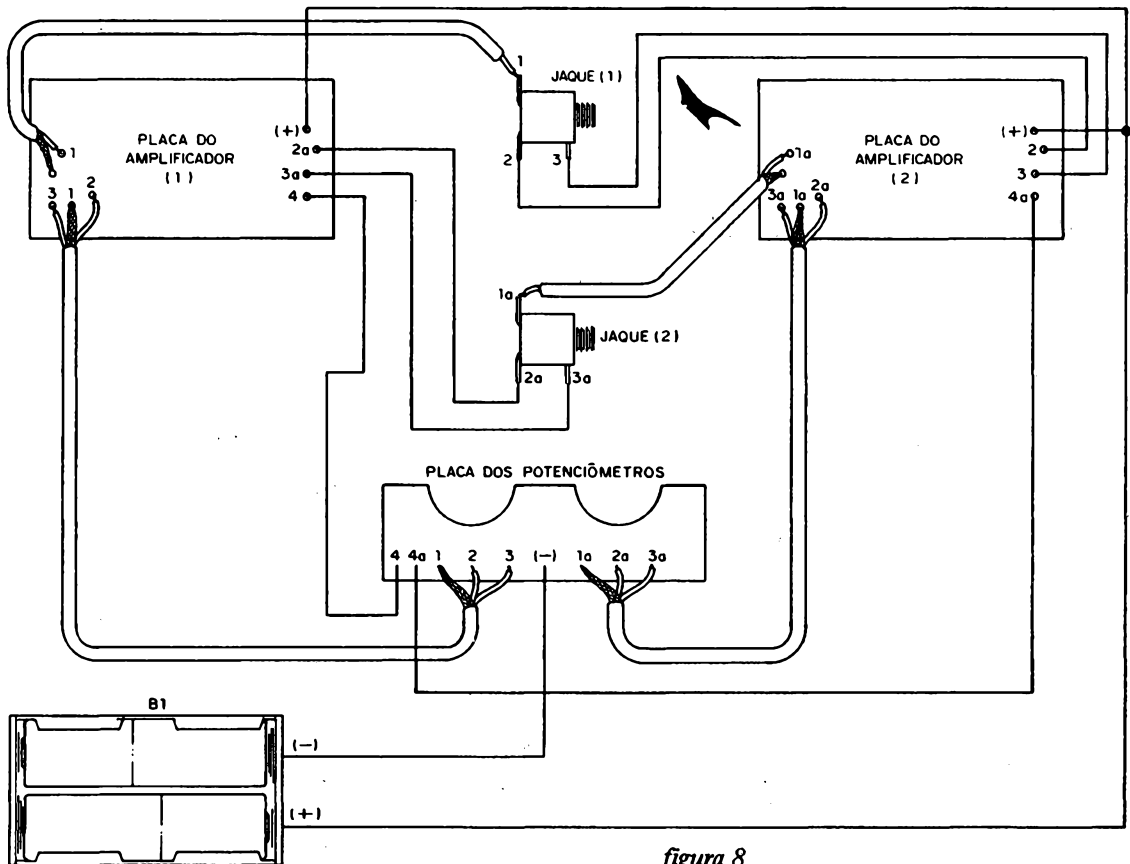 1
JAQUE (1)
2
3
PLACA DO
AMPLIFICADOR
(1)
(+)
2a
3a
4
1
3
1
2
PLACA DO
AMPLIFICADOR
(2)
(+)
2
3
4a
1a
3a
1a
2a
1a
JAQUE (2)
2a
3a
PLACA DOS POTENCIÔMETROS
4
4a
1
2
3
(—)
1a
2a
3a
B1
(—)
(+)
figura 8